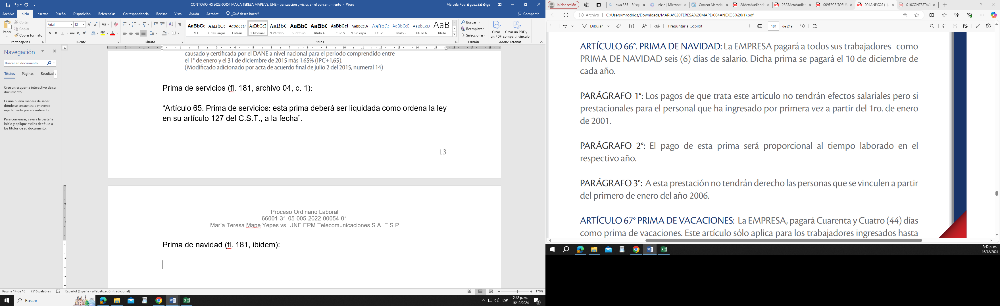 CONTRATO HS 2022-00054 MARIA TERESA MAPE VS. UNE - transacción y vicios en el consentimiento - Word
Marcela Rodr�guez Z��iga
Archivo Inicio Insertar Diseño Disposición Referencias Correspondencia Revisar Vista Ayuda Acrobat ¿Qué desea hacer? Compartir
Pegar
Cortar
Copiar
Copiar formato
Portapapeles
Arial 12
Fuente
Párrafo
AaBbCc AaBbCc AaBbCcD AaBbCcI AaBbC AaBbC AaBbC AaBbCcI AaBbCcDc AaBbC AaBbCcE AaBbCcD AaB
¶ 1 Citas largas Énfasis ¶ Normal ¶ Párrafo... Subtítulo Título 4 Título 5 ¶ Sin espa... Título 1 Título 2 Título 6 Título
Estilos
Buscar
Reemplazar
Seleccionar
Edición
Crear un PDF
Crear un PDF y compartir vínculo
Adobe Acrobat
Navegación
Buscar en documento
Títulos Páginas Resultad
Cree un esquema interactivo de su
documento.
Es una buena manera de saber
dónde se encuentra o moverse
rápidamente por el contenido.
Para comenzar, vaya a la pestaña
Inicio y aplique estilos de título a
los títulos de su documento.
causado y certificada por el DANE a nivel nacional para el periodo comprendido entre
el 1° de enero y el 31 de diciembre de 2015 más 1.65% (IPC+1,65).
(Modificado adicionado por acta de acuerdo final de julio 2 del 2015, numeral 14)
Prima de servicios (fl. 181, archivo 04, c. 1):
“Artículo 65. Prima de servicios: esta prima deberá ser liquidada como ordena la ley
en su artículo 127 del C.S.T., a la fecha”.
13
Proceso Ordinario Laboral
66001-31-05-005-2022-00054-01
María Teresa Mape Yepes vs. UNE EPM Telecomunicaciones S.A. E.S.P
Prima de navidad (fl. 181, ibidem):
Página 14 de 18 7516 palabras Español (España - alfabetización tradicional) 170%
Buscar
ESP
2:42 p. m.
16/12/2024
2
Iniciar sesión
owa 365 - Búsqu Inicio | Microsof Correo: Marcela 28ActaAudienci 2323ActaAudien 009ESCRITOSUB 004ANEXOS (1) 016CONTESTAC
Archivo C:/Users/mrodrigz/Downloads/MARIA%20TERESA%20MAPE/004ANEXOS%20(1).pdf
Dibujar Preguntar a Copilot 181 de 219
ARTÍCULO 66°. PRIMA DE NAVIDAD: La EMPRESA pagará a todos sus trabajadores como
PRIMA DE NAVIDAD seis (6) días de salario. Dicha prima se pagará el 10 de diciembre de
cada año.
PARÁGRAFO 1°: Los pagos de que trata este artículo no tendrán efectos salariales pero si
prestacionales para el personal que ha ingresado por primera vez a partir del 1ro. de enero
de 2001.
PARÁGRAFO 2°: El pago de esta prima será proporcional al tiempo laborado en el
respectivo año.
PARÁGRAFO 3°: A esta prestación no tendrán derecho las personas que se vinculen a partir
del primero de enero del año 2006.
ARTÍCULO 67° PRIMA DE VACACIONES: La EMPRESA, pagará Cuarenta y Cuatro (44) días
como prima de vacaciones. Este artículo sólo aplica para los trabajadores ingresados hasta
2:42 p. m.
16/12/2024